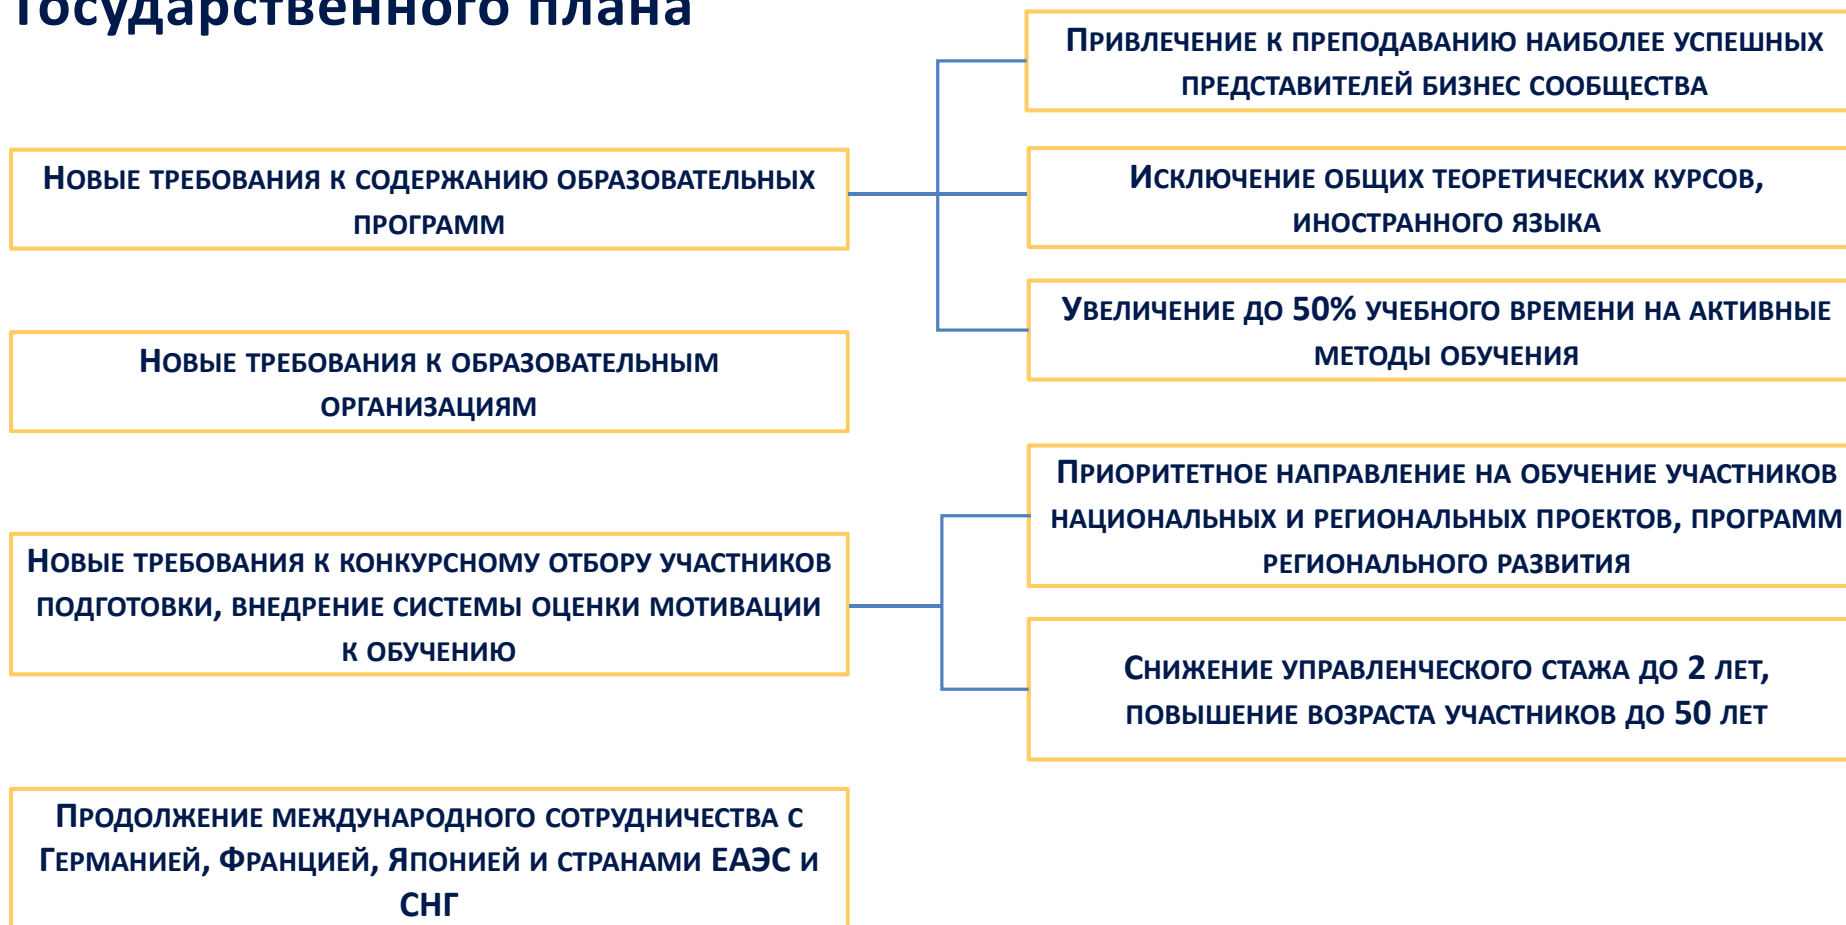 Государственного плана
Привлечение к преподаванию наиболее успешных
представителей бизнес сообщества
Новые требования к содержанию образовательных
программ
Исключение общих теоретических курсов,
иностранного языка
Увеличение до 50% учебного времени на активные
методы обучения
Новые требования к образовательным
организациям
Приоритетное направление на обучение участников
национальных и региональных проектов, программ
регионального развития
Новые требования к конкурсному отбору участников
подготовки, внедрение системы оценки мотивации
к обучению
Снижение управленческого стажа до 2 лет,
повышение возраста участников до 50 лет
Продолжение международного сотрудничества с
Германией, Францией, Японией и странами ЕАЭС и
СНГ